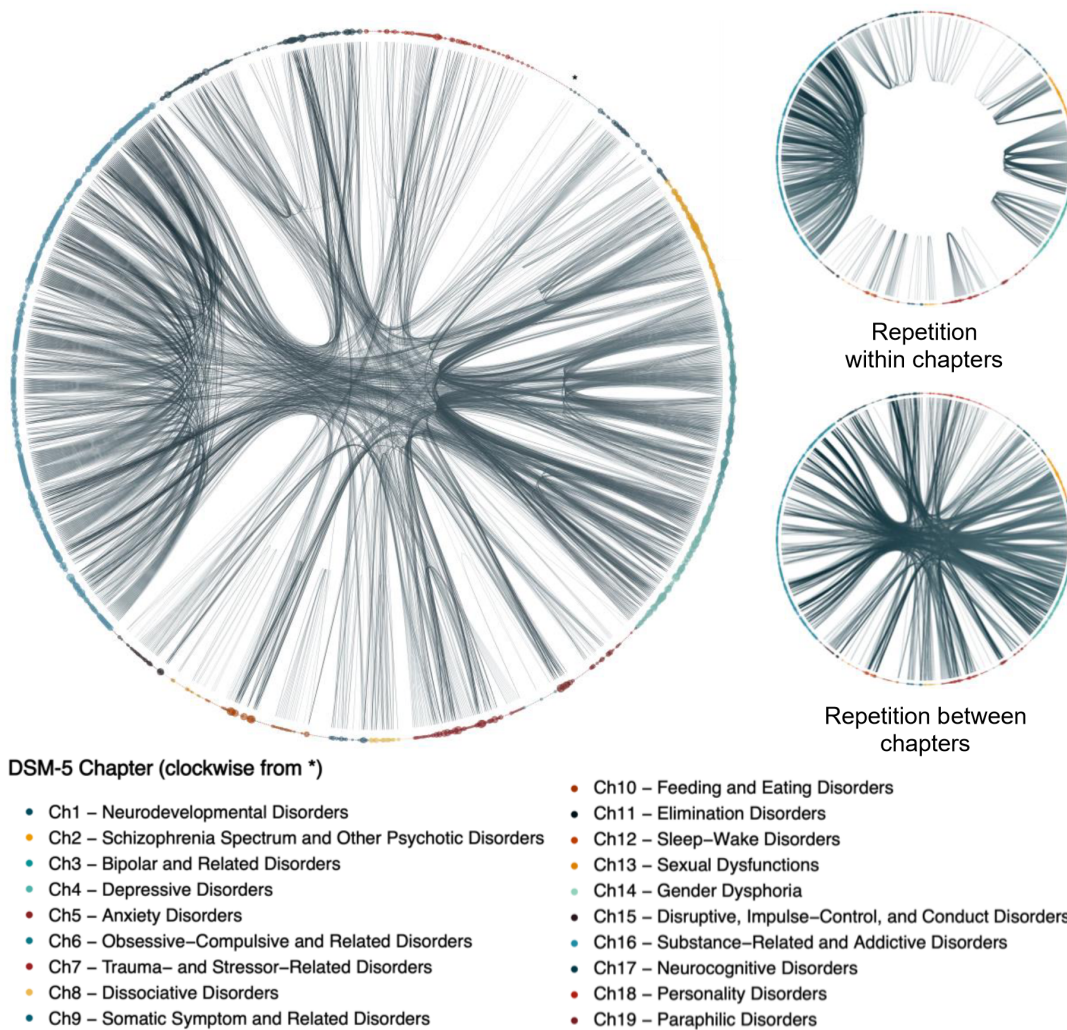 *
Repetition
within chapters
Repetition between
chapters
DSM-5 Chapter (clockwise from *)
Ch1 – Neurodevelopmental Disorders
Ch2 – Schizophrenia Spectrum and Other Psychotic Disorders
Ch3 – Bipolar and Related Disorders
Ch4 – Depressive Disorders
Ch5 – Anxiety Disorders
Ch6 – Obsessive–Compulsive and Related Disorders
Ch7 – Trauma– and Stressor–Related Disorders
Ch8 – Dissociative Disorders
Ch9 – Somatic Symptom and Related Disorders
Ch10 – Feeding and Eating Disorders
Ch11 – Elimination Disorders
Ch12 – Sleep–Wake Disorders
Ch13 – Sexual Dysfunctions
Ch14 – Gender Dysphoria
Ch15 – Disruptive, Impulse–Control, and Conduct Disorders
Ch16 – Substance–Related and Addictive Disorders
Ch17 – Neurocognitive Disorders
Ch18 – Personality Disorders
Ch19 – Paraphilic Disorders